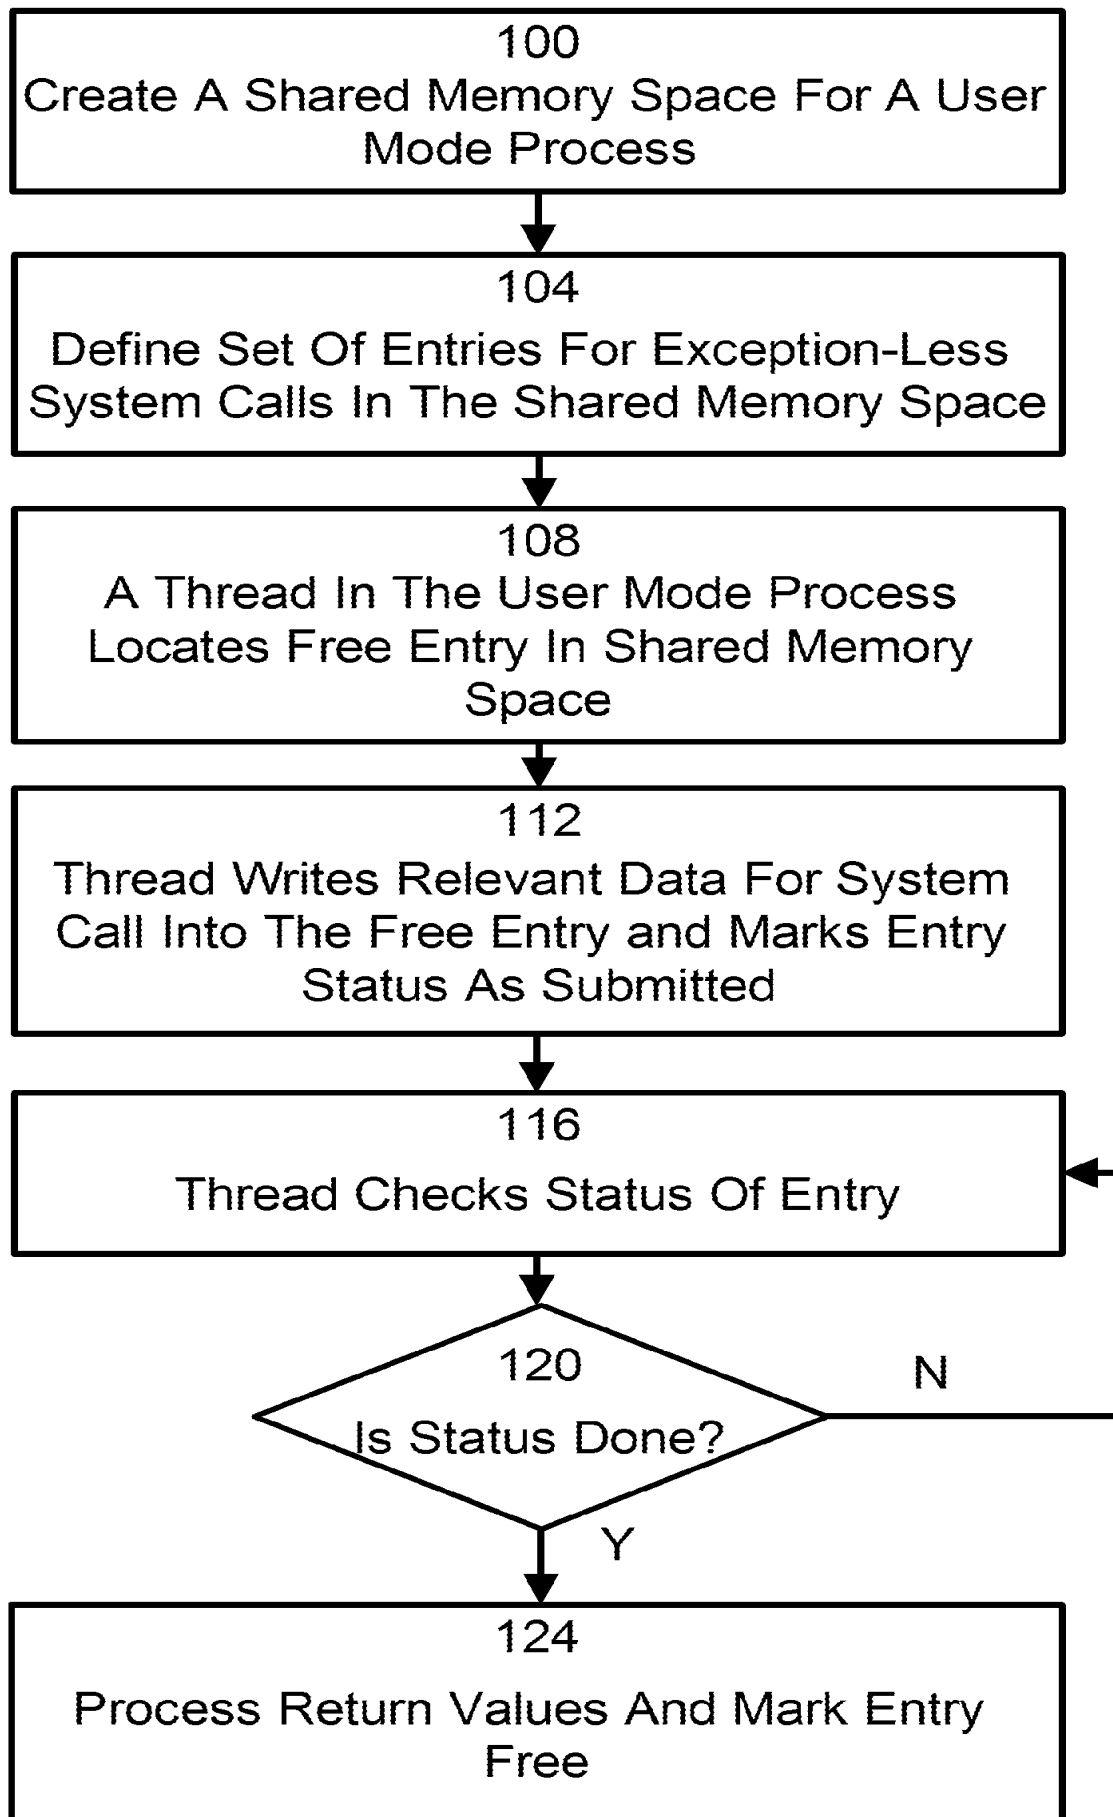 100
Create A Shared Memory Space For A User
Mode Process
104
Define Set Of Entries For Exception-Less
System Calls In The Shared Memory Space
108
A Thread In The User Mode Process
Locates Free Entry In Shared Memory
Space
112
Thread Writes Relevant Data For System
Call Into The Free Entry and Marks Entry
Status As Submitted
116
Thread Checks Status Of Entry
120
Is Status Done?
N
Y
124
Process Return Values And Mark Entry
Free